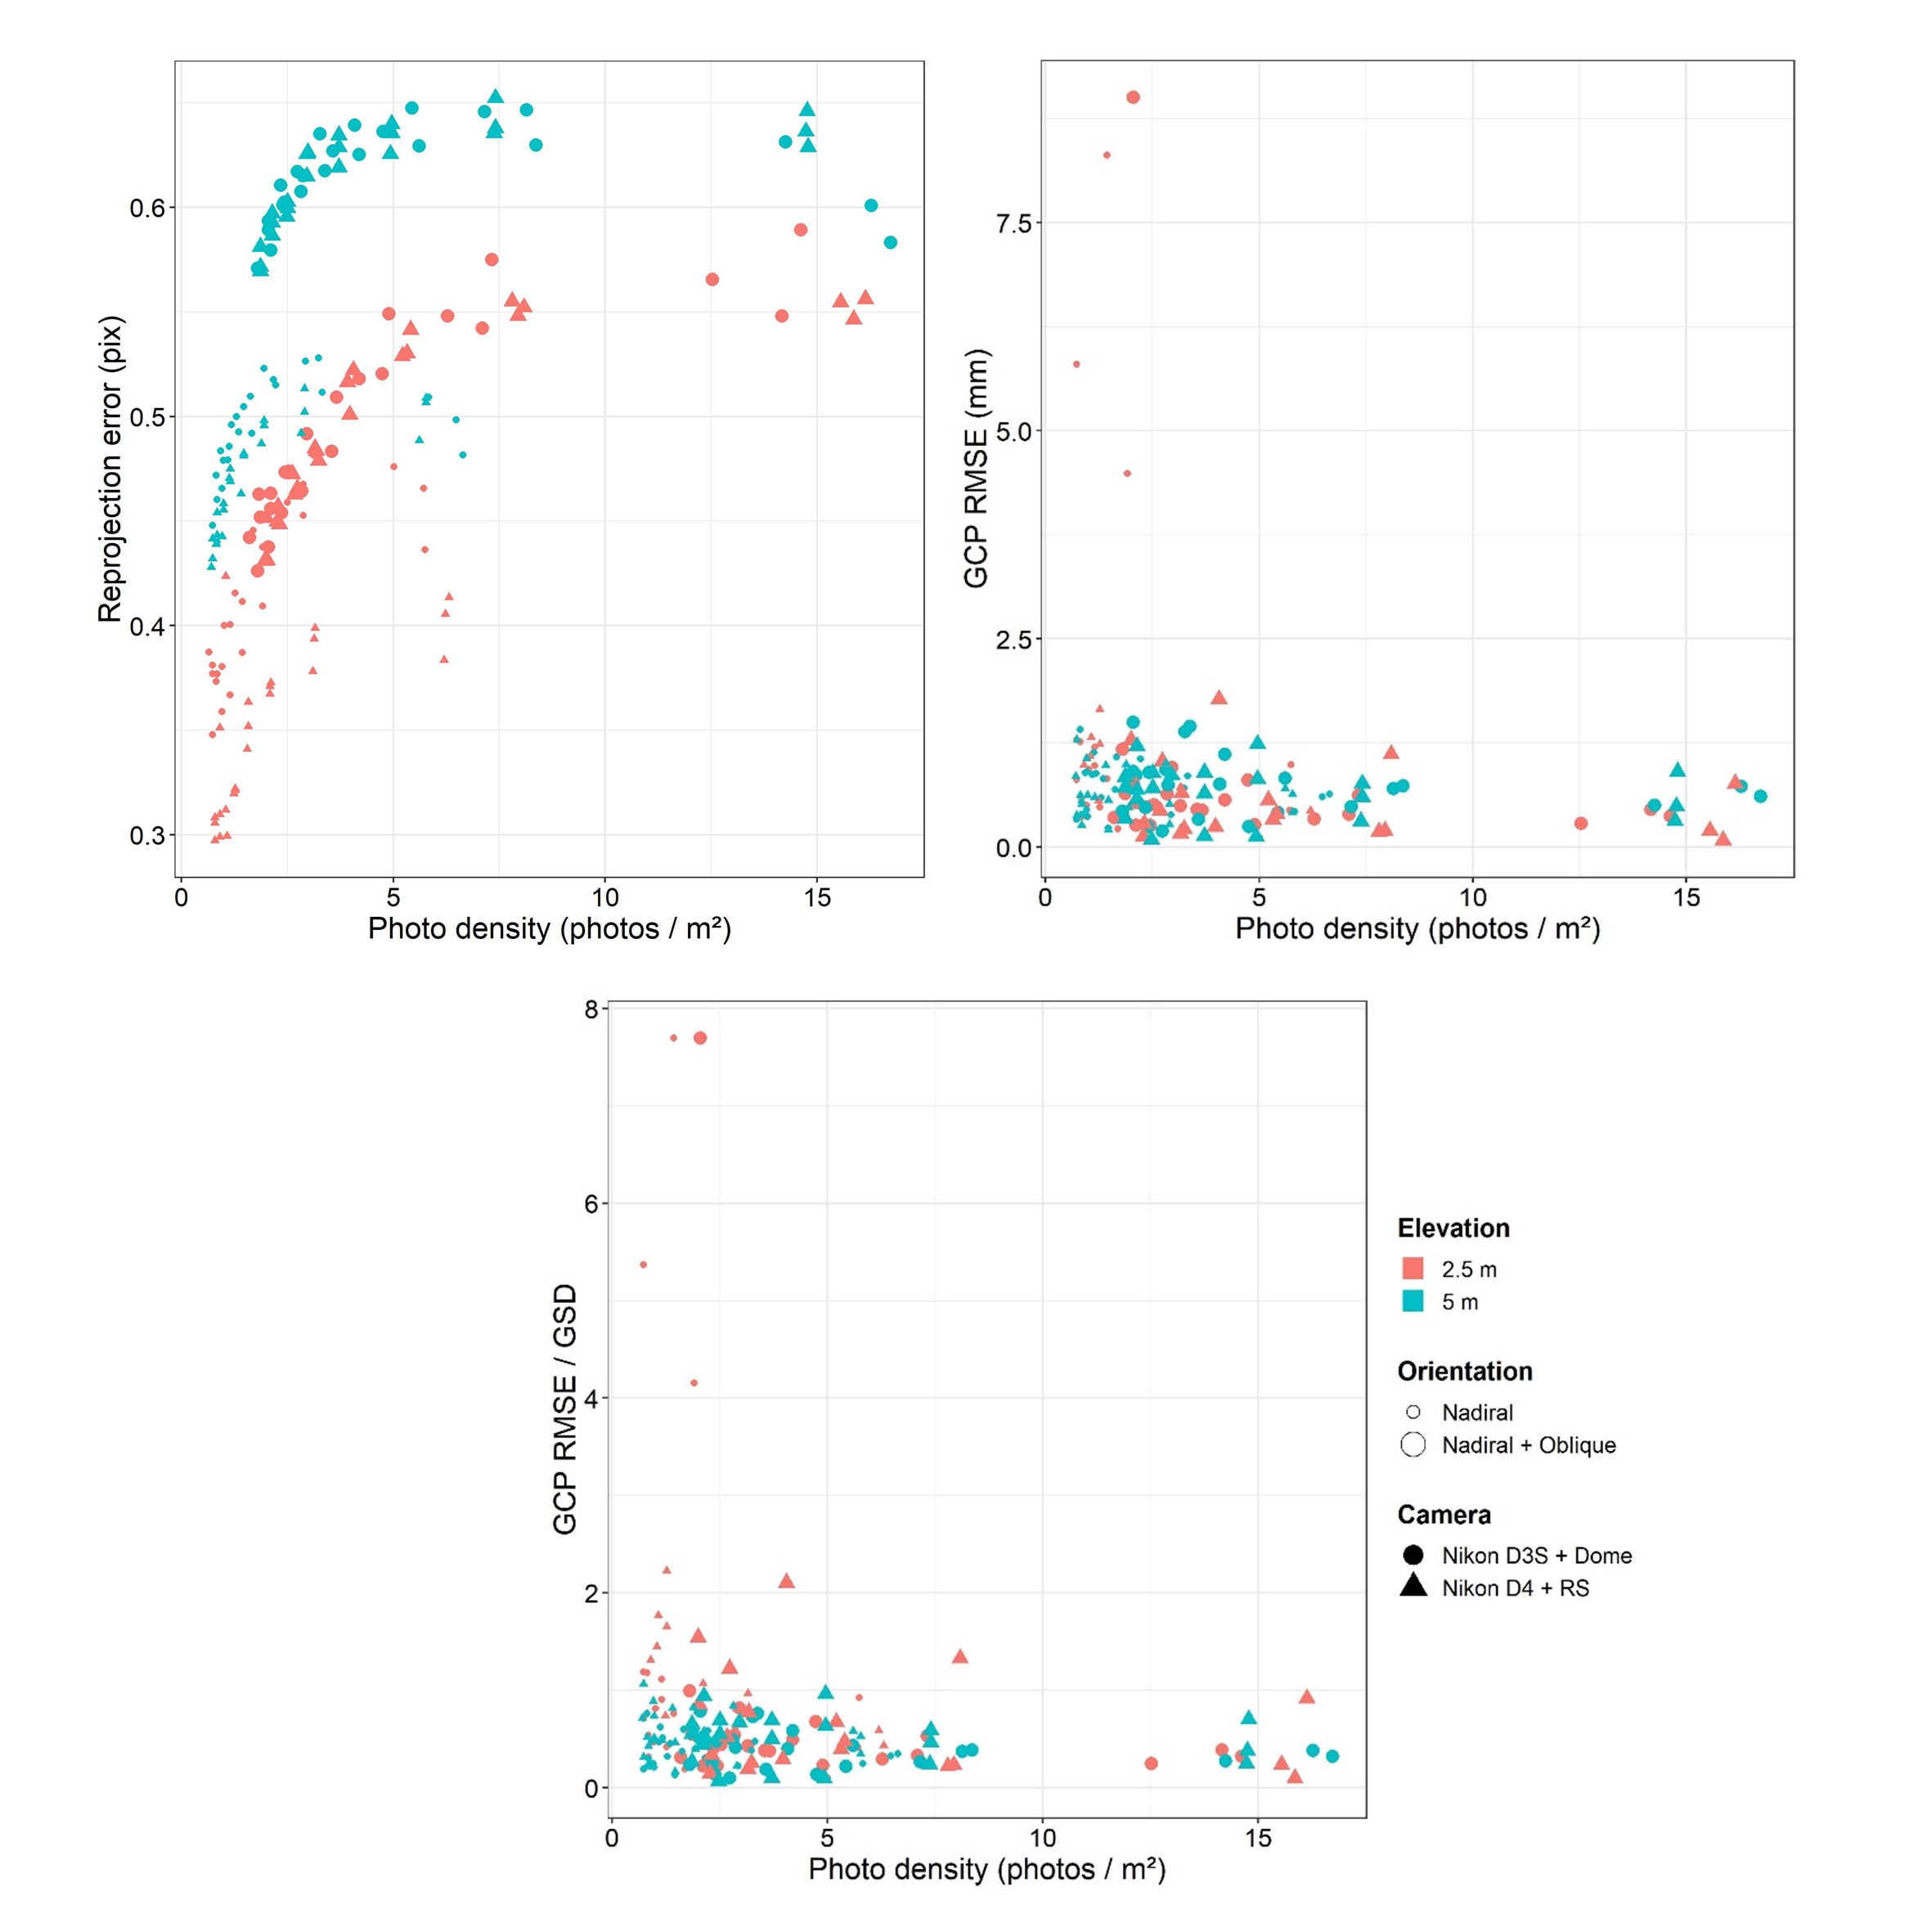 Reprojection error (pix)
0.6
0.5
0.4
0.3
0 5 10 15
Photo density (photos / m²)
GCP RMSE (mm)
7.5
5.0
2.5
0.0
0 5 10 15
Photo density (photos / m²)
GCP RMSE / GSD
8
6
4
2
0
0 5 10 15
Photo density (photos / m²)
Elevation
2.5 m
5 m
Orientation
Nadiral
Nadiral + Oblique
Camera
Nikon D3S + Dome
Nikon D4 + RS